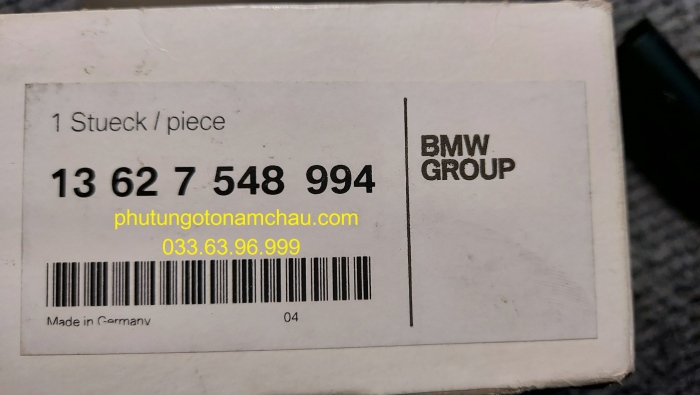 1 Stueck / piece
13 62 7 548 994
phutungotonamchau.com
033.63.96.999
Made in Germany
04
BMW
GROUP